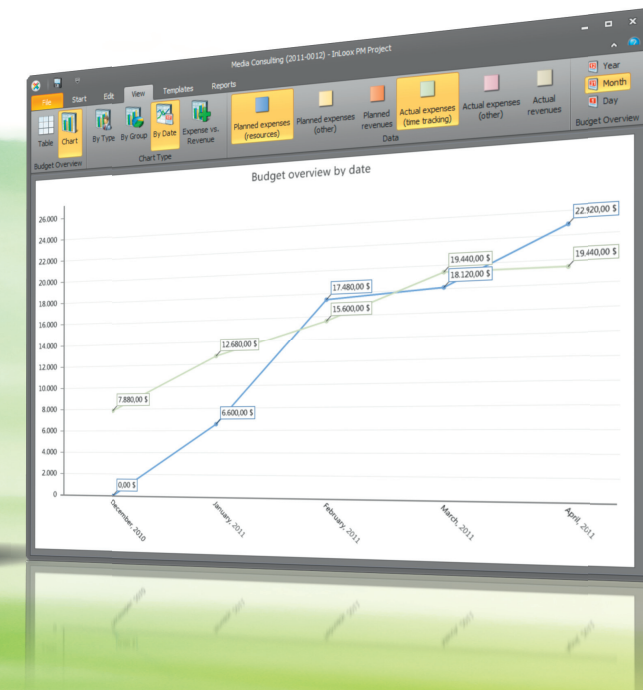 Media Consulting (2011-0012) - InLoox PM Project
File Start Edit View Templates Reports
Table Chart By Type By Group By Date Expense vs. Revenue Planned expenses (resources) Planned expenses (other) Planned revenues Actual expenses (time tracking) Actual expenses (other) Actual revenues Year
Month
Day
Budget Overview Chart Type Data Bucget Overview
Budget overview by date
26.000
24.000
22.000
20.000
18.000
16.000
14.000
12.000
10.000
8.000
6.000
4.000
2.000
0
22.920,00 $
19.440,00 $ 19.440,00 $
18.120,00 $
17.480,00 $
15.600,00 $
12.680,00 $
7.880,00 $
6.600,00 $
0,00 $
December, 2010 January, 2011 February, 2011 March, 2011 April, 2011